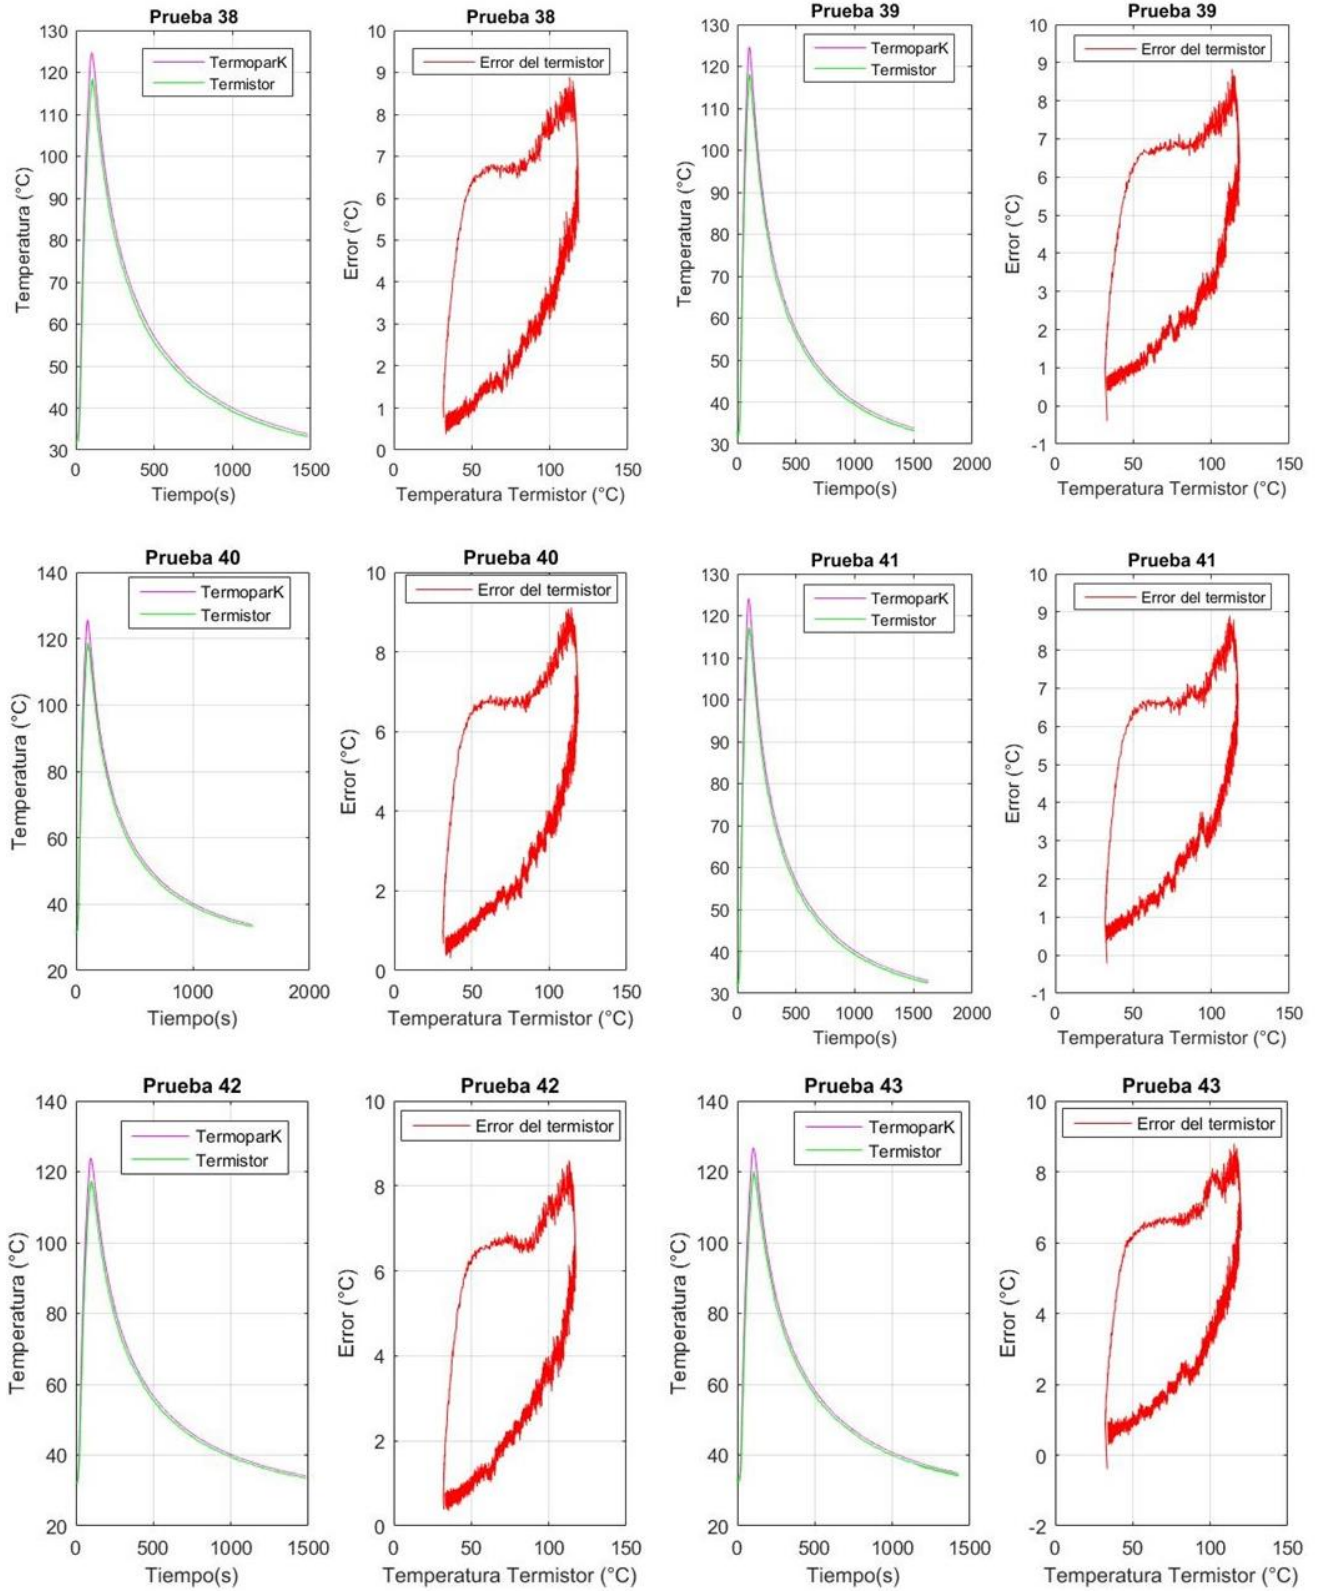 Prueba 38
130
120
110
100
90
80
70
60
50
40
30
Temperatura (°C)
TermoparK
Termistor
0 500 1000 1500
Tiempo(s)
Prueba 38
10
9
8
7
6
5
4
3
2
1
0
Error (°C)
Error del termistor
0 50 100 150
Temperatura Termistor (°C)
Prueba 39
130
120
110
100
90
80
70
60
50
40
30
Temperatura (°C)
TermoparK
Termistor
0 500 1000 1500 2000
Tiempo(s)
Prueba 39
10
9
8
7
6
5
4
3
2
1
0
-1
Error (°C)
Error del termistor
0 50 100 150
Temperatura Termistor (°C)
Prueba 40
140
120
100
80
60
40
20
Temperatura (°C)
TermoparK
Termistor
0 1000 2000
Tiempo(s)
Prueba 40
10
8
6
4
2
0
Error (°C)
Error del termistor
0 50 100 150
Temperatura Termistor (°C)
Prueba 41
130
120
110
100
90
80
70
60
50
40
30
Temperatura (°C)
TermoparK
Termistor
0 500 1000 1500 2000
Tiempo(s)
Prueba 41
10
9
8
7
6
5
4
3
2
1
0
-1
Error (°C)
Error del termistor
0 50 100 150
Temperatura Termistor (°C)
Prueba 42
140
120
100
80
60
40
20
Temperatura (°C)
TermoparK
Termistor
0 500 1000 1500
Tiempo(s)
Prueba 42
10
8
6
4
2
0
Error (°C)
Error del termistor
0 50 100 150
Temperatura Termistor (°C)
Prueba 43
140
120
100
80
60
40
20
Temperatura (°C)
TermoparK
Termistor
0 500 1000 1500
Tiempo(s)
Prueba 43
10
8
6
4
2
0
-2
Error (°C)
Error del termistor
0 50 100 150
Temperatura Termistor (°C)